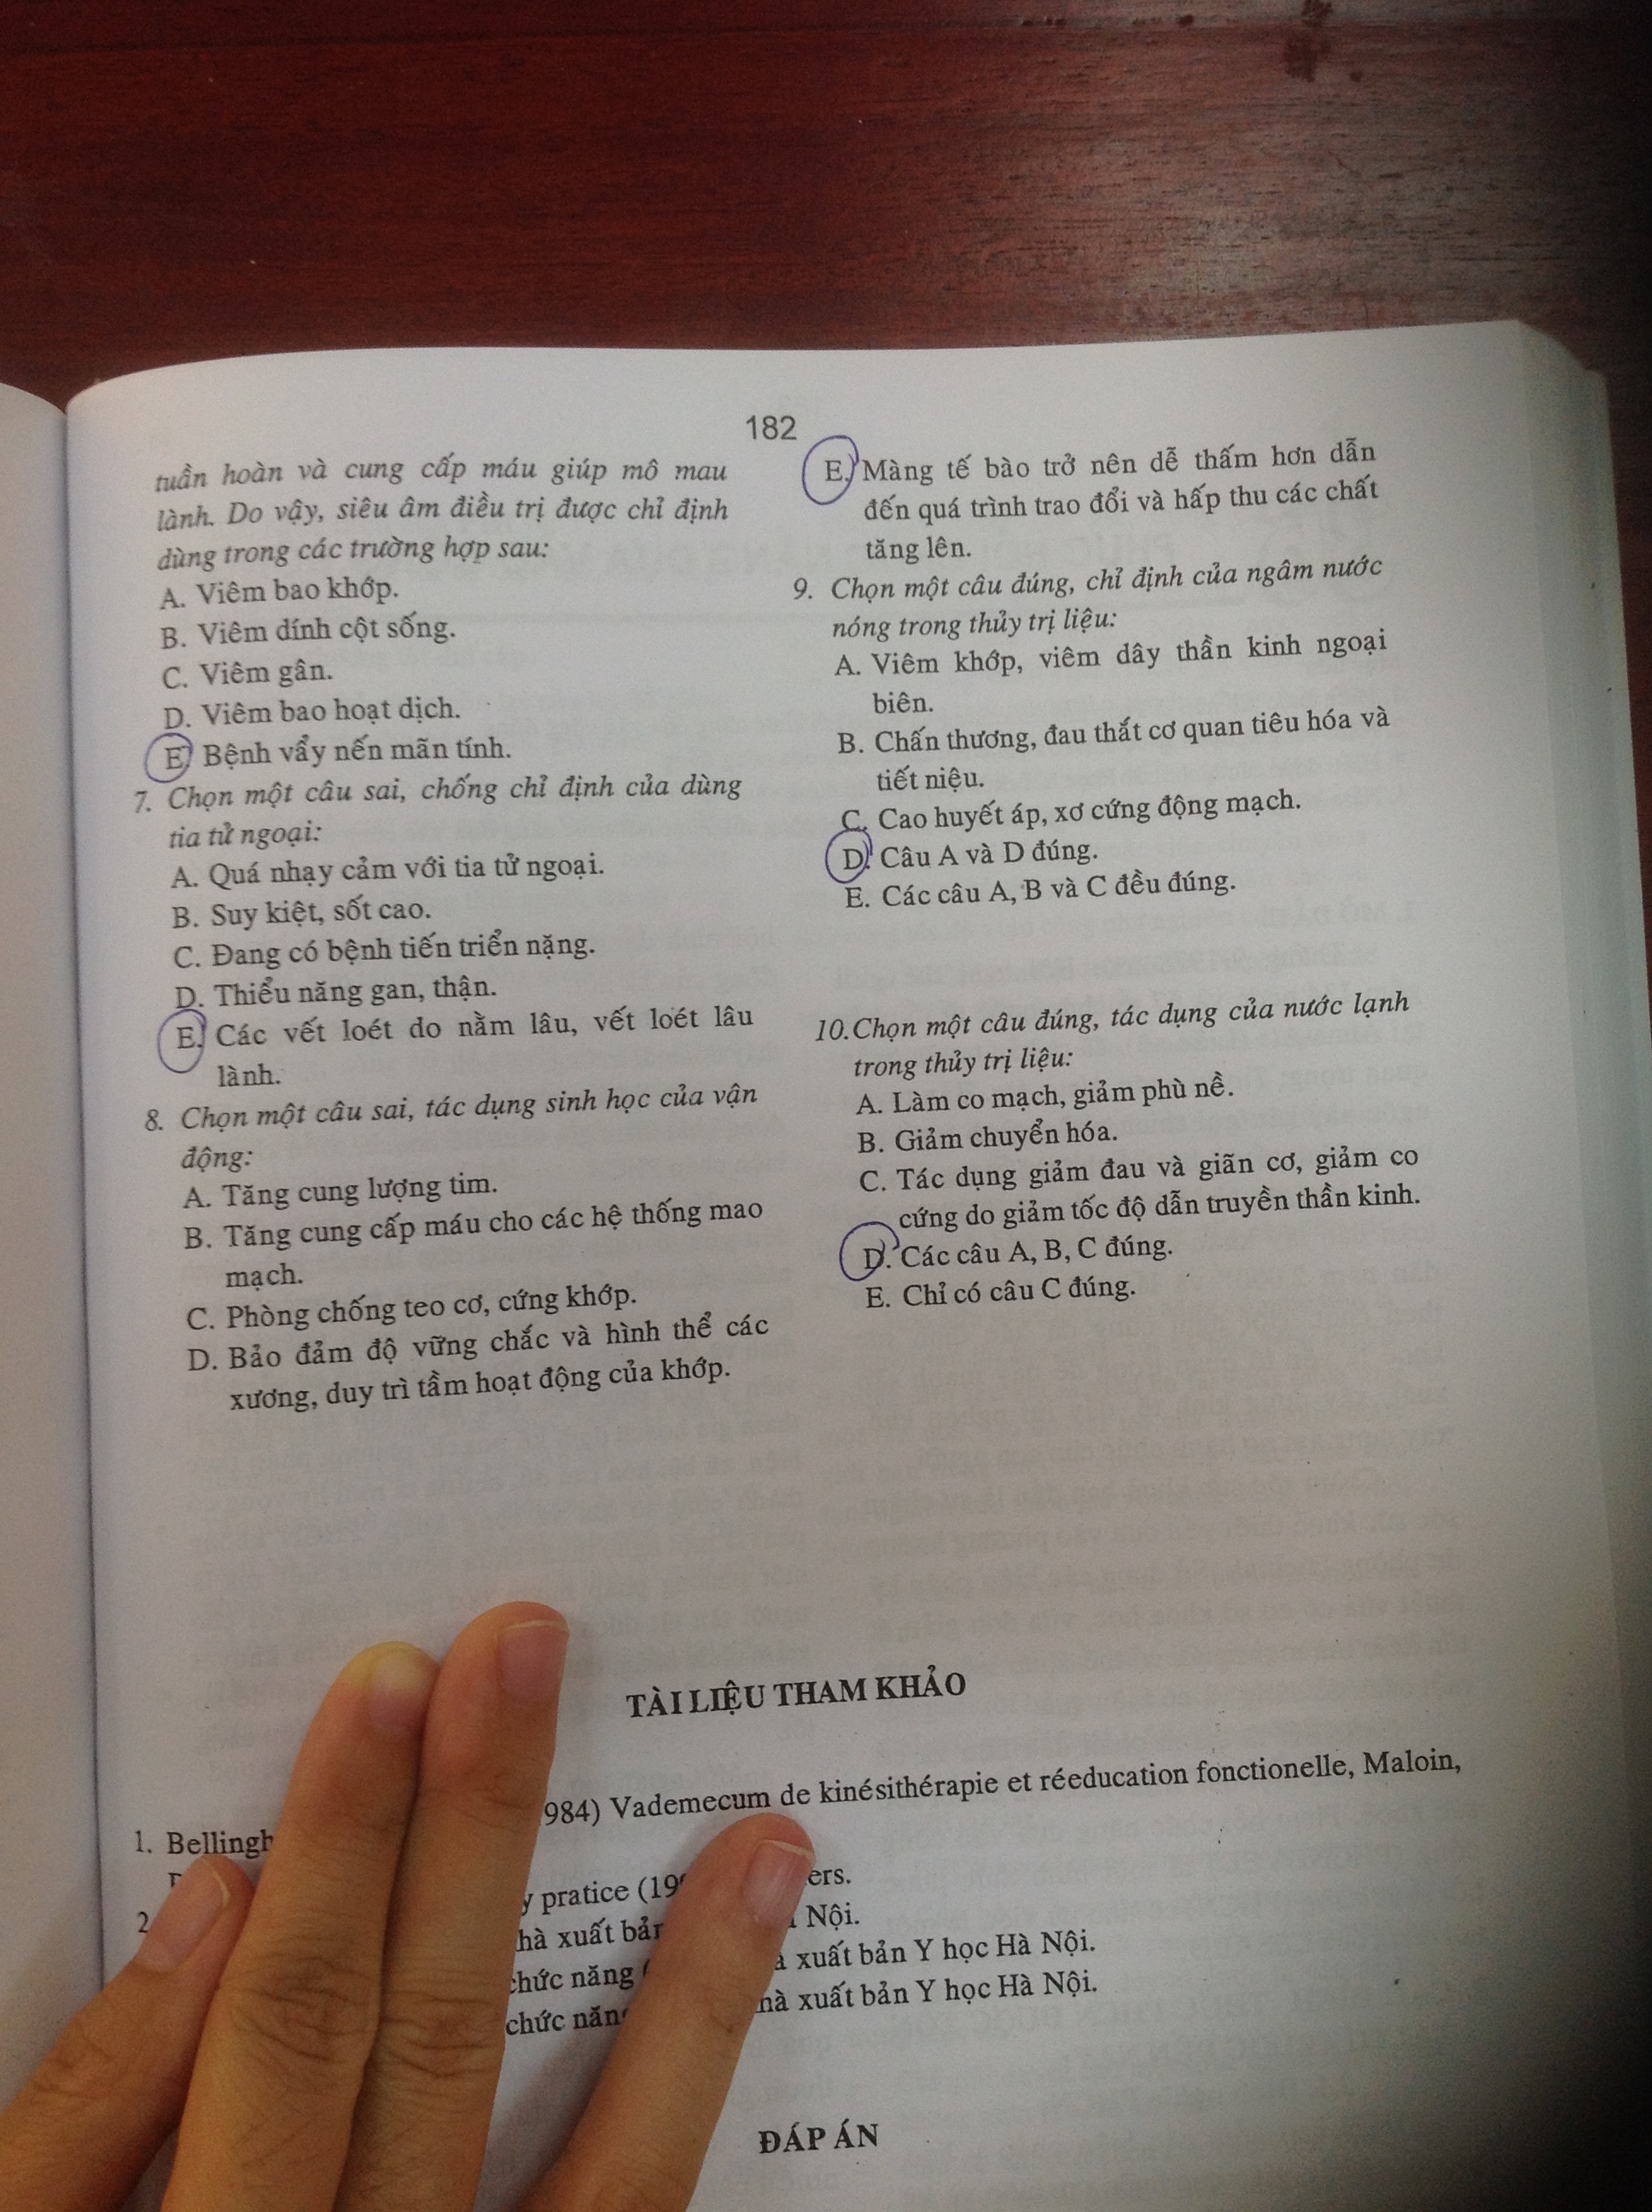 182
tuần hoàn và cung cấp máu giúp mô mau
lành. Do vậy, siêu âm điều trị được chỉ định
dùng trong các trường hợp sau:
A. Viêm bao khớp.
B. Viêm dính cột sống.
C. Viêm gân.
D. Viêm bao hoạt dịch.
E. Bệnh vẩy nến mãn tính.
7. Chọn một câu sai, chống chỉ định của dùng
tia tử ngoại:
A. Quá nhạy cảm với tia tử ngoại.
B. Suy kiệt, sốt cao.
C. Đang có bệnh tiến triển nặng.
D. Thiểu năng gan, thận.
E. Các vết loét do nằm lâu, vết loét lâu
lành.
8. Chọn một câu sai, tác dụng sinh học của vận
động:
A. Tăng cung lượng tim.
B. Tăng cung cấp máu cho các hệ thống mao
mạch.
C. Phòng chống teo cơ, cứng khớp.
D. Bảo đảm độ vững chắc và hình thể các
xương, duy trì tầm hoạt động của khớp.
E. Màng tế bào trở nên dễ thấm hơn dẫn
đến quá trình trao đổi và hấp thu các chất
tăng lên.
9. Chọn một câu đúng, chỉ định của ngâm nước
nóng trong thủy trị liệu:
A. Viêm khớp, viêm dây thần kinh ngoại
biên.
B. Chấn thương, đau thắt cơ quan tiêu hóa và
tiết niệu.
C. Cao huyết áp, xơ cứng động mạch.
D. Câu A và D đúng.
E. Các câu A, B và C đều đúng.
10. Chọn một câu đúng, tác dụng của nước lạnh
trong thủy trị liệu:
A. Làm co mạch, giảm phù nề.
B. Giảm chuyển hóa.
C. Tác dụng giảm đau và giãn cơ, giảm co
cứng do giảm tốc độ dẫn truyền thần kinh.
D. Các câu A, B, C đúng.
E. Chỉ có câu C đúng.
TÀI LIỆU THAM KHẢO
1. Bellingh 984) Vademecum de kinésithérapie et réeducation fonctionelle, Maloin,
2 y pratice (19 ers.
hà xuất bản Nội.
chức năng xuất bản Y học Hà Nội.
chức năn hà xuất bản Y học Hà Nội.
ĐÁP ÁN